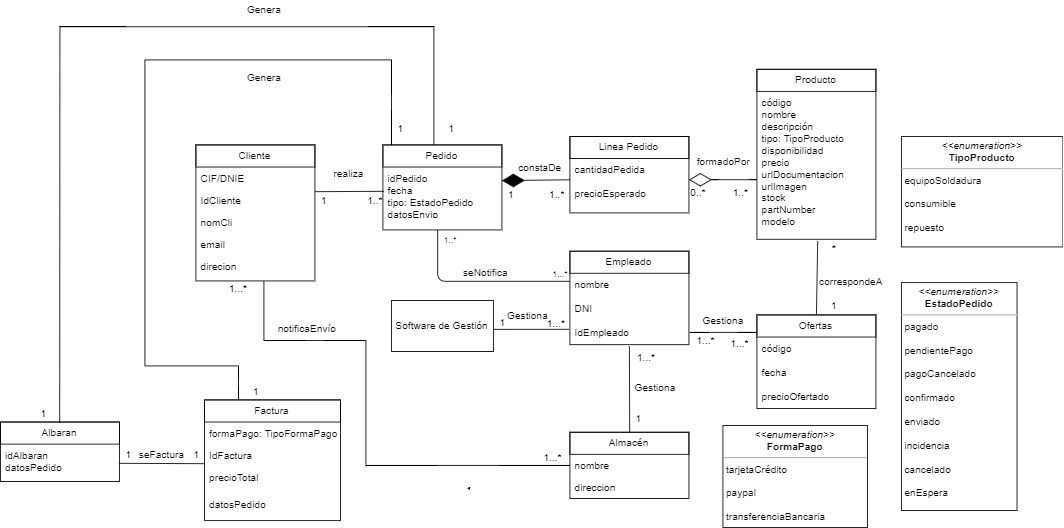 Genera
Genera
1
1
Cliente
CIF/DNIE
IdCliente
nomCli
email
direcion
1...*
realiza
1
1..*
Pedido
idPedido
fecha
tipo: EstadoPedido
datosEnvio
1..*
constaDe
1
1..*
Linea Pedido
cantidadPedida
precioEsperado
formadoPor
0..*
1..*
Producto
código
nombre
descripción
tipo: TipoProducto
disponibilidad
precio
urlDocumentacion
urlImagen
stock
partNumber
modelo
*
<<enumeration>>
TipoProducto
equipoSoldadura
consumible
repuesto
seNotifica
1...*
Empleado
nombre
DNI
IdEmpleado
1...*
Software de Gestión
Gestiona
1
1...*
Gestiona
1...*
1...*
correspondeA
1
Ofertas
código
fecha
precioOfertado
<<enumeration>>
EstadoPedido
pagado
pendientePago
pagoCancelado
confirmado
enviado
incidencia
cancelado
enEspera
notificaEnvío
Gestiona
1
1...*
Almacén
nombre
direccion
<<enumeration>>
FormaPago
tarjetaCrédito
paypal
transferenciaBancaria
1
Albaran
idAlbaran
datosPedido
1
seFactura
1
1
Factura
formaPago: TipoFormaPago
IdFactura
precioTotal
datosPedido